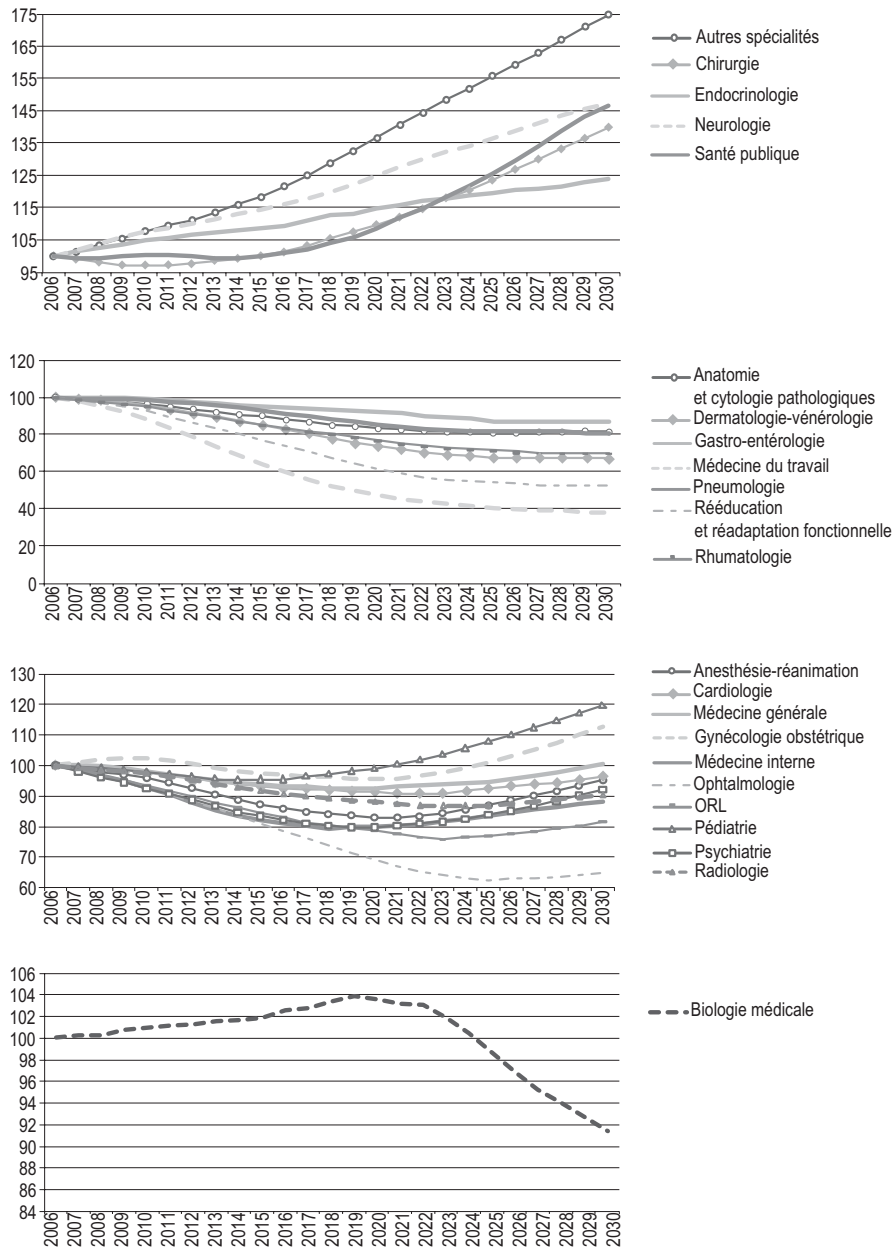 175
165
155
145
135
125
115
105
95
2006 2007 2008 2009 2010 2011 2012 2013 2014 2015 2016 2017 2018 2019 2020 2021 2022 2023 2024 2025 2026 2027 2028 2029 2030
Autres spécialités
Chirurgie
Endocrinologie
Neurologie
Santé publique
120
100
80
60
40
20
0
2006 2007 2008 2009 2010 2011 2012 2013 2014 2015 2016 2017 2018 2019 2020 2021 2022 2023 2024 2025 2026 2027 2028 2029 2030
Anatomie
et cytologie pathologiques
Dermatologie-vénérologie
Gastro-entérologie
Médecine du travail
Pneumologie
Rééducation
et réadaptation fonctionnelle
Rhumatologie
130
120
110
100
90
80
70
60
2006 2007 2008 2009 2010 2011 2012 2013 2014 2015 2016 2017 2018 2019 2020 2021 2022 2023 2024 2025 2026 2027 2028 2029 2030
Anesthésie-réanimation
Cardiologie
Médecine générale
Gynécologie obstétrique
Médecine interne
Ophtalmologie
ORL
Pédiatrie
Psychiatrie
Radiologie
106
104
102
100
98
96
94
92
90
88
86
84
2006 2007 2008 2009 2010 2011 2012 2013 2014 2015 2016 2017 2018 2019 2020 2021 2022 2023 2024 2025 2026 2027 2028 2029 2030
Biologie médicale